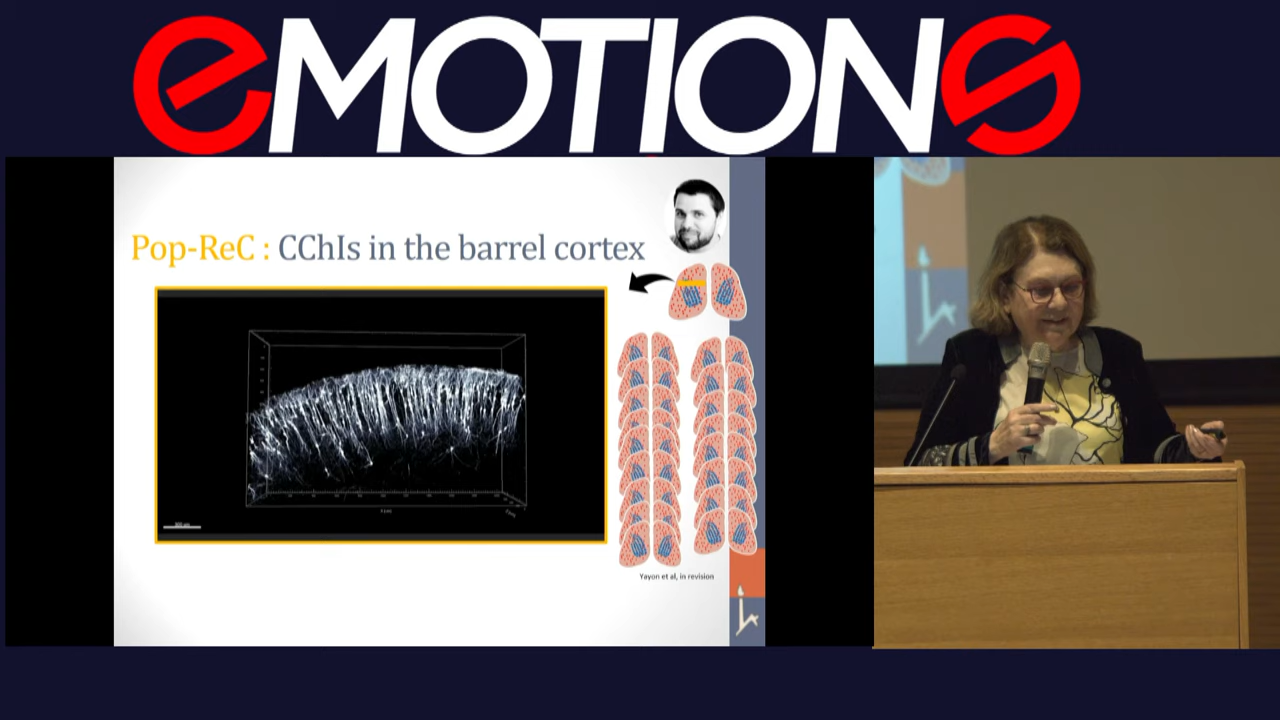 eMOTIONS
Pop-ReC : CChIs in the barrel cortex
Yayon et al, in revision